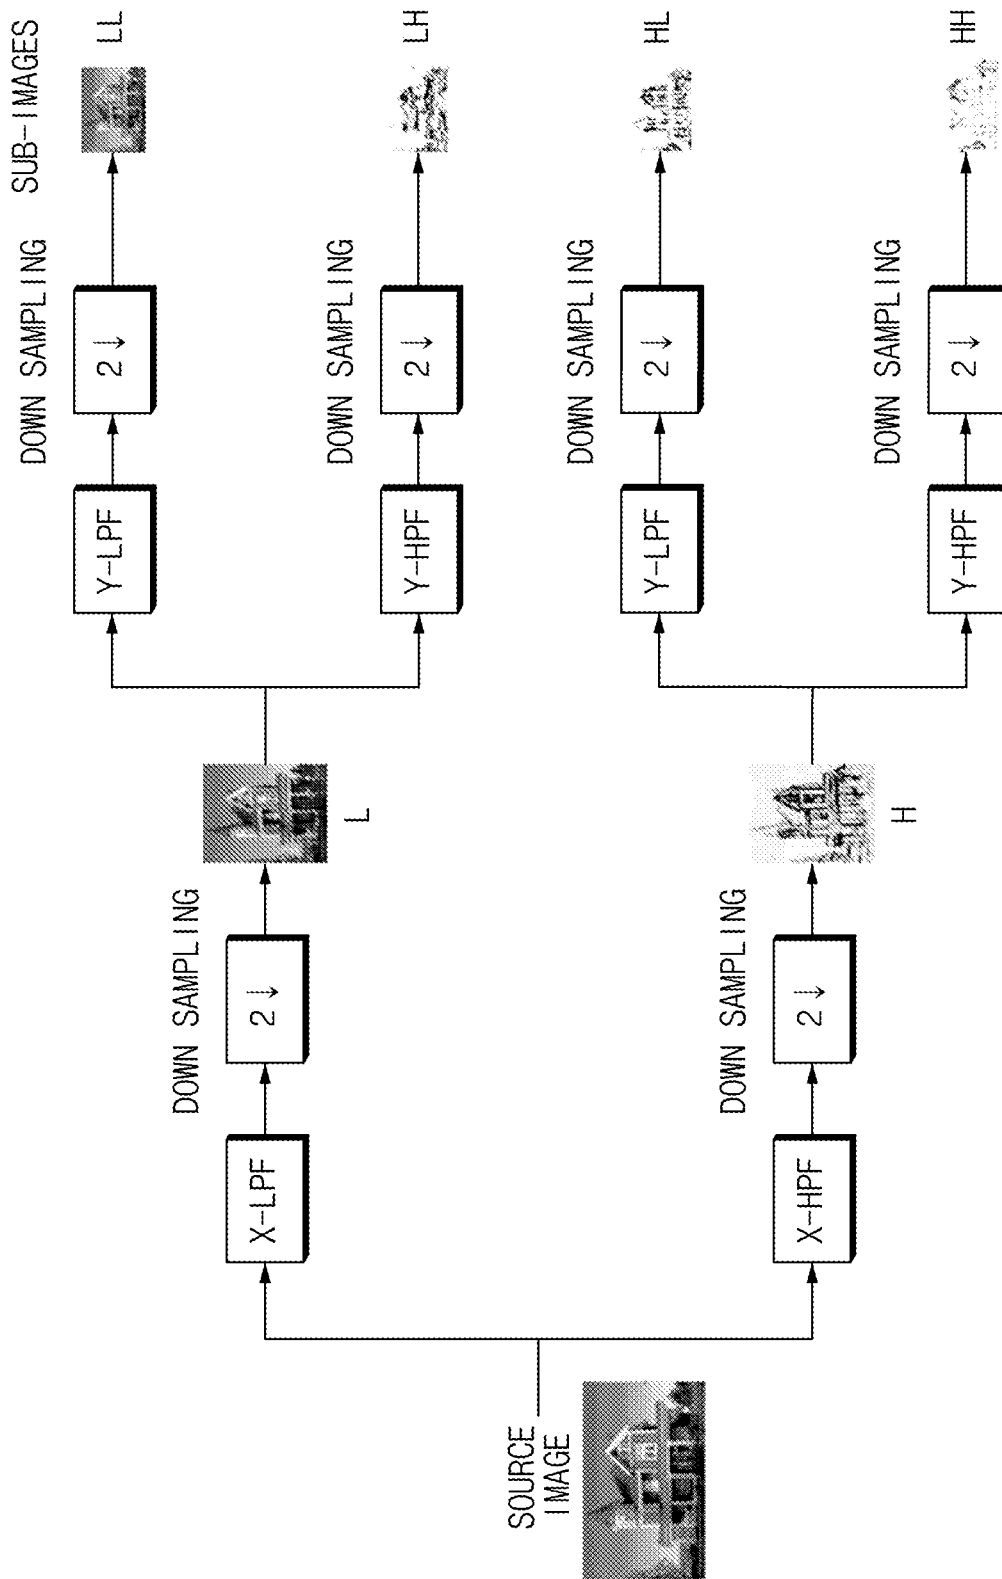 SOURCE
IMAGE
X-LPF
DOWN SAMPLING
2↓
L
Y-LPF
DOWN SAMPLING
2↓
SUB-IMAGES
LL
Y-HPF
DOWN SAMPLING
2↓
LH
X-HPF
DOWN SAMPLING
2↓
H
Y-LPF
DOWN SAMPLING
2↓
HL
Y-HPF
DOWN SAMPLING
2↓
HH